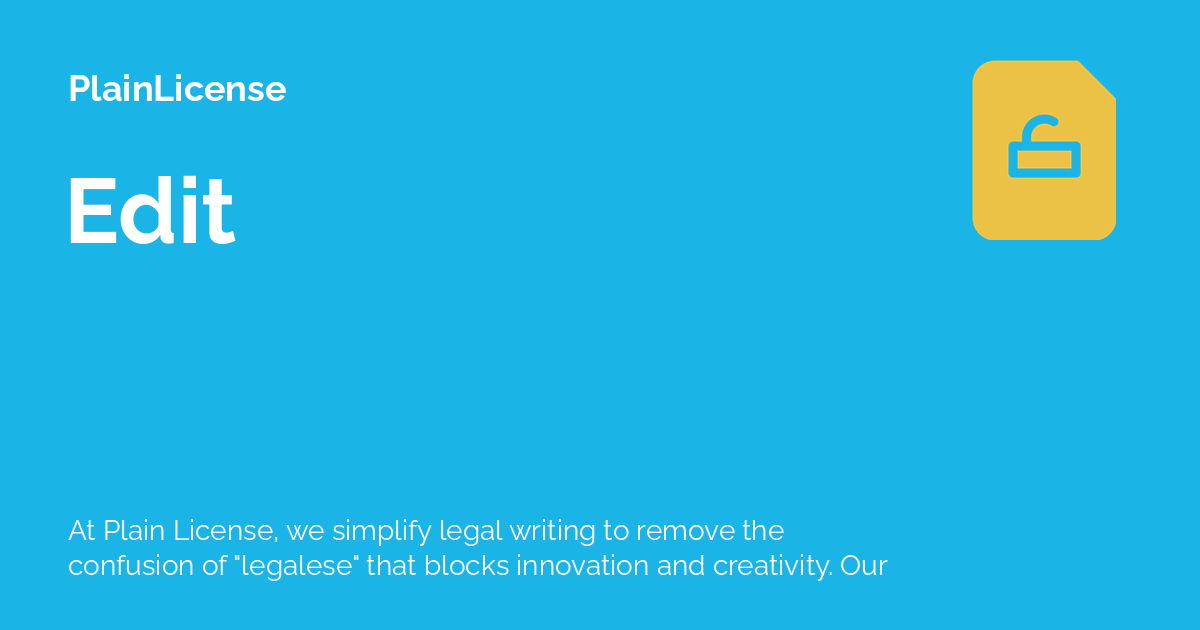 PlainLicense
Edit
At Plain License, we simplify legal writing to remove the
confusion of "legalese" that blocks innovation and creativity. Our